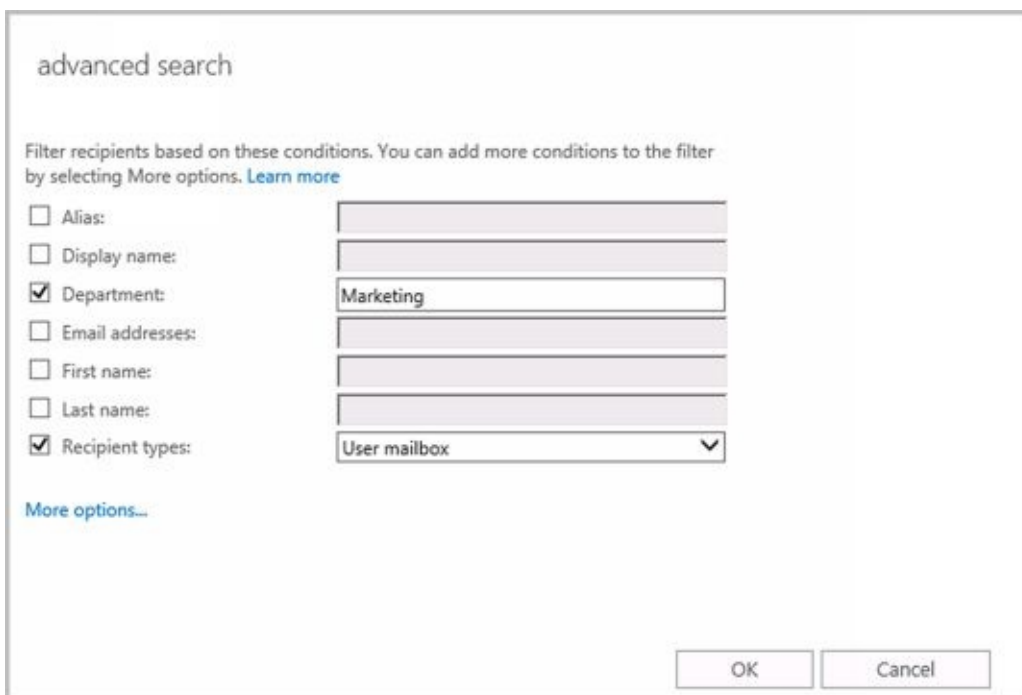 advanced search
Filter recipients based on these conditions. You can add more conditions to the filter
by selecting More options. Learn more
Alias:
Display name:
Department: Marketing
Email addresses:
First name:
Last name:
Recipient types: User mailbox
More options...
OK Cancel